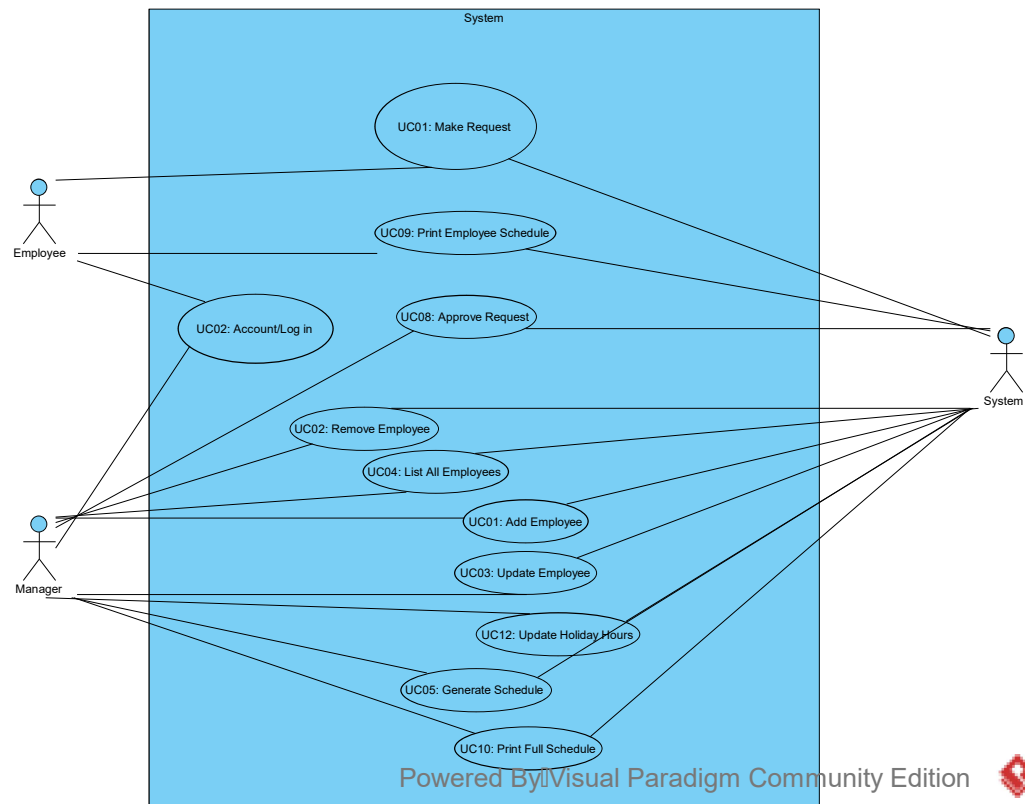 System
UC01: Make Request
Employee
UC09: Print Employee Schedule
UC02: Account/Log in
UC08: Approve Request
System
UC02: Remove Employee
UC04: List All Employees
UC01: Add Employee
Manager
UC03: Update Employee
UC12: Update Holiday Hours
UC05: Generate Schedule
UC10: Print Full Schedule
Powered By▯Visual Paradigm Community Edition